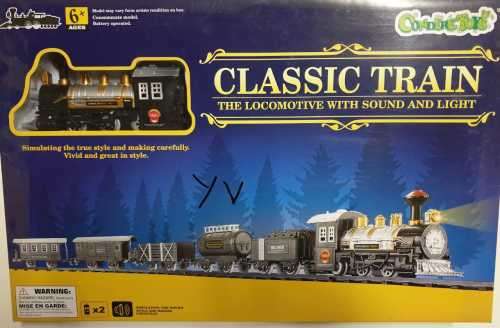 6+
AGES
Model may vary form artists rendition on box.
Consummate model.
Battery operated.
CLASSIC TRAIN
THE LOCOMOTIVE WITH SOUND AND LIGHT
Simulating the true style and making carefully.
Vivid and great in style.
YV
WARNING:
MISE EN GARDE:
x2